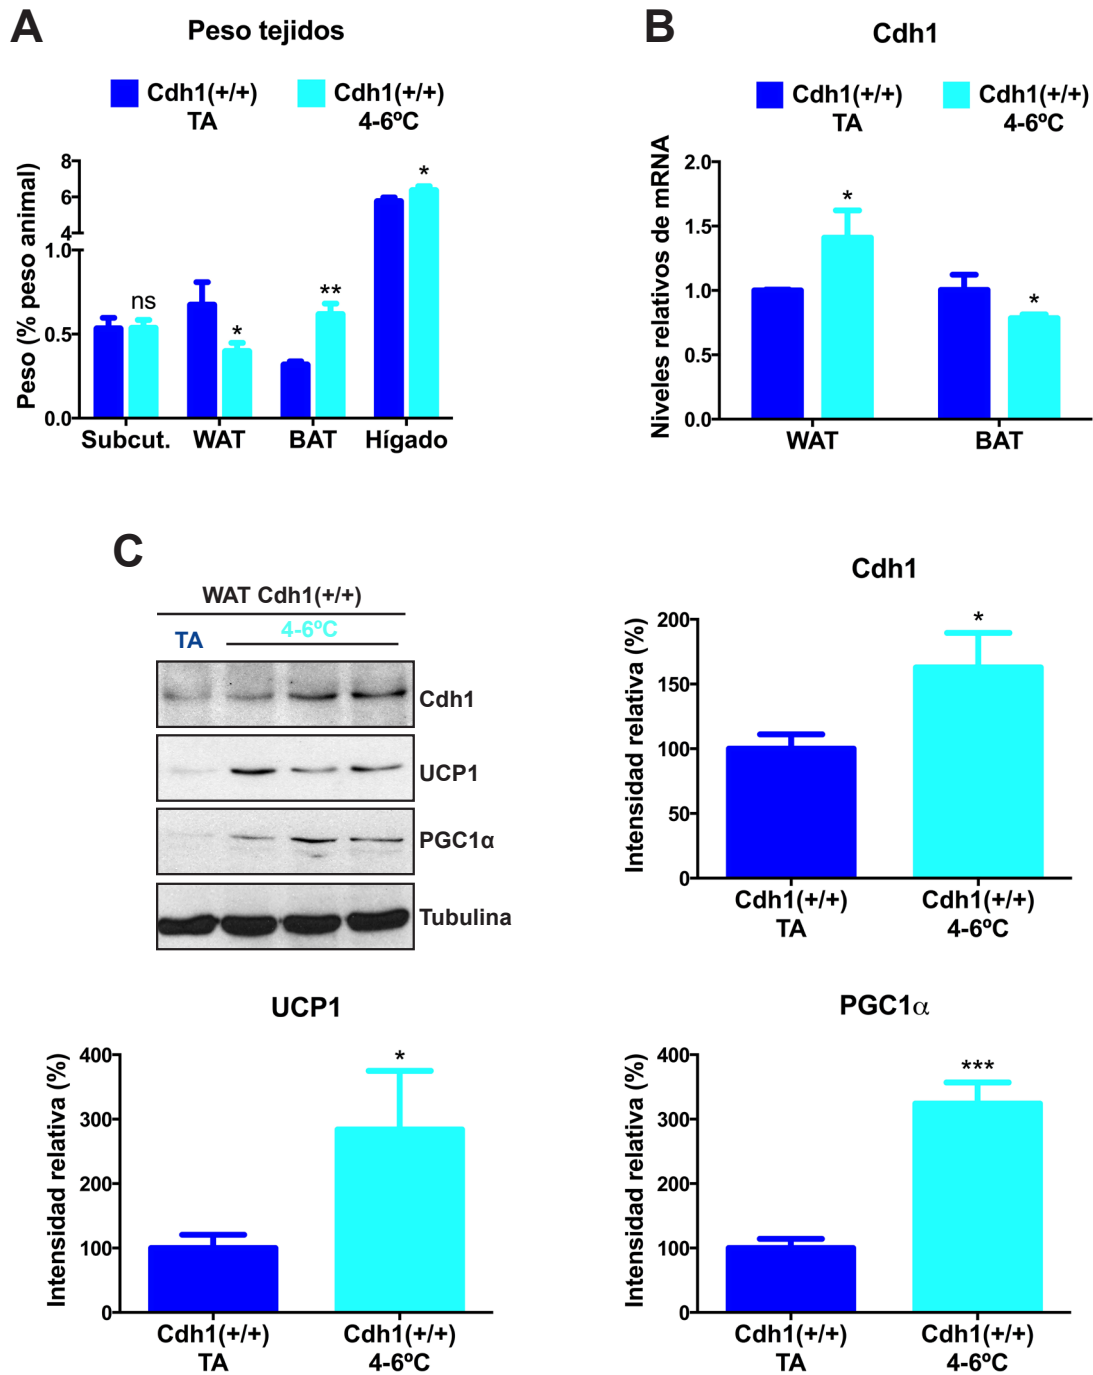 A
Peso tejidos
Cdh1(+/+)
TA
Cdh1(+/+)
4-6ºC
Peso (% peso animal)
8
6
4
1.0
0.5
0.0
ns
*
**
*
Subcut.
WAT
BAT
Hígado
B
Cdh1
Cdh1(+/+)
TA
Cdh1(+/+)
4-6ºC
Niveles relativos de mRNA
2.0
1.5
1.0
0.5
0.0
*
*
WAT
BAT
C
WAT Cdh1(+/+)
TA
4-6ºC
Cdh1
UCP1
PGC1α
Tubulina
Cdh1
Intensidad relativa (%)
200
150
100
50
0
*
Cdh1(+/+)
TA
Cdh1(+/+)
4-6ºC
UCP1
Intensidad relativa (%)
400
300
200
100
0
*
Cdh1(+/+)
TA
Cdh1(+/+)
4-6ºC
PGC1α
Intensidad relativa (%)
400
300
200
100
0
***
Cdh1(+/+)
TA
Cdh1(+/+)
4-6ºC